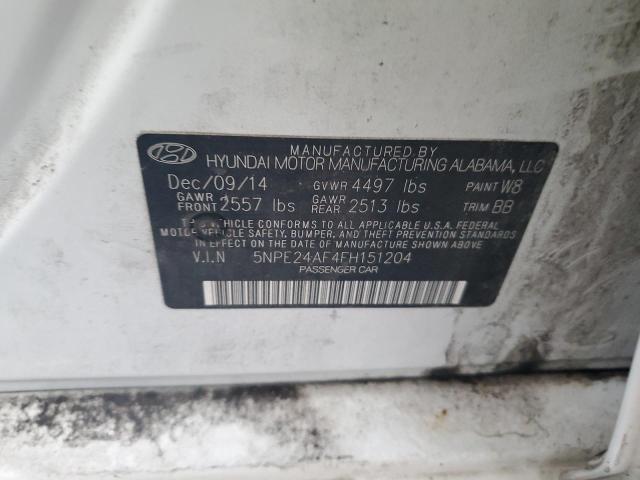 MANUFACTURED BY
HYUNDAI MOTOR MANUFACTURING ALABAMA, LLC
Dec/09/14 GVWR 4497 lbs PAINT W8
GAWR FRONT 2557 lbs GAWR REAR 2513 lbs TRIM BB
THIS VEHICLE CONFORMS TO ALL APPLICABLE U.S.A. FEDERAL
MOTOR VEHICLE SAFETY, BUMPER, AND THEFT PREVENTION STANDARDS
IN EFFECT ON THE DATE OF MANUFACTURE SHOWN ABOVE.
V.I.N 5NPE24AF4FH151204
PASSENGER CAR